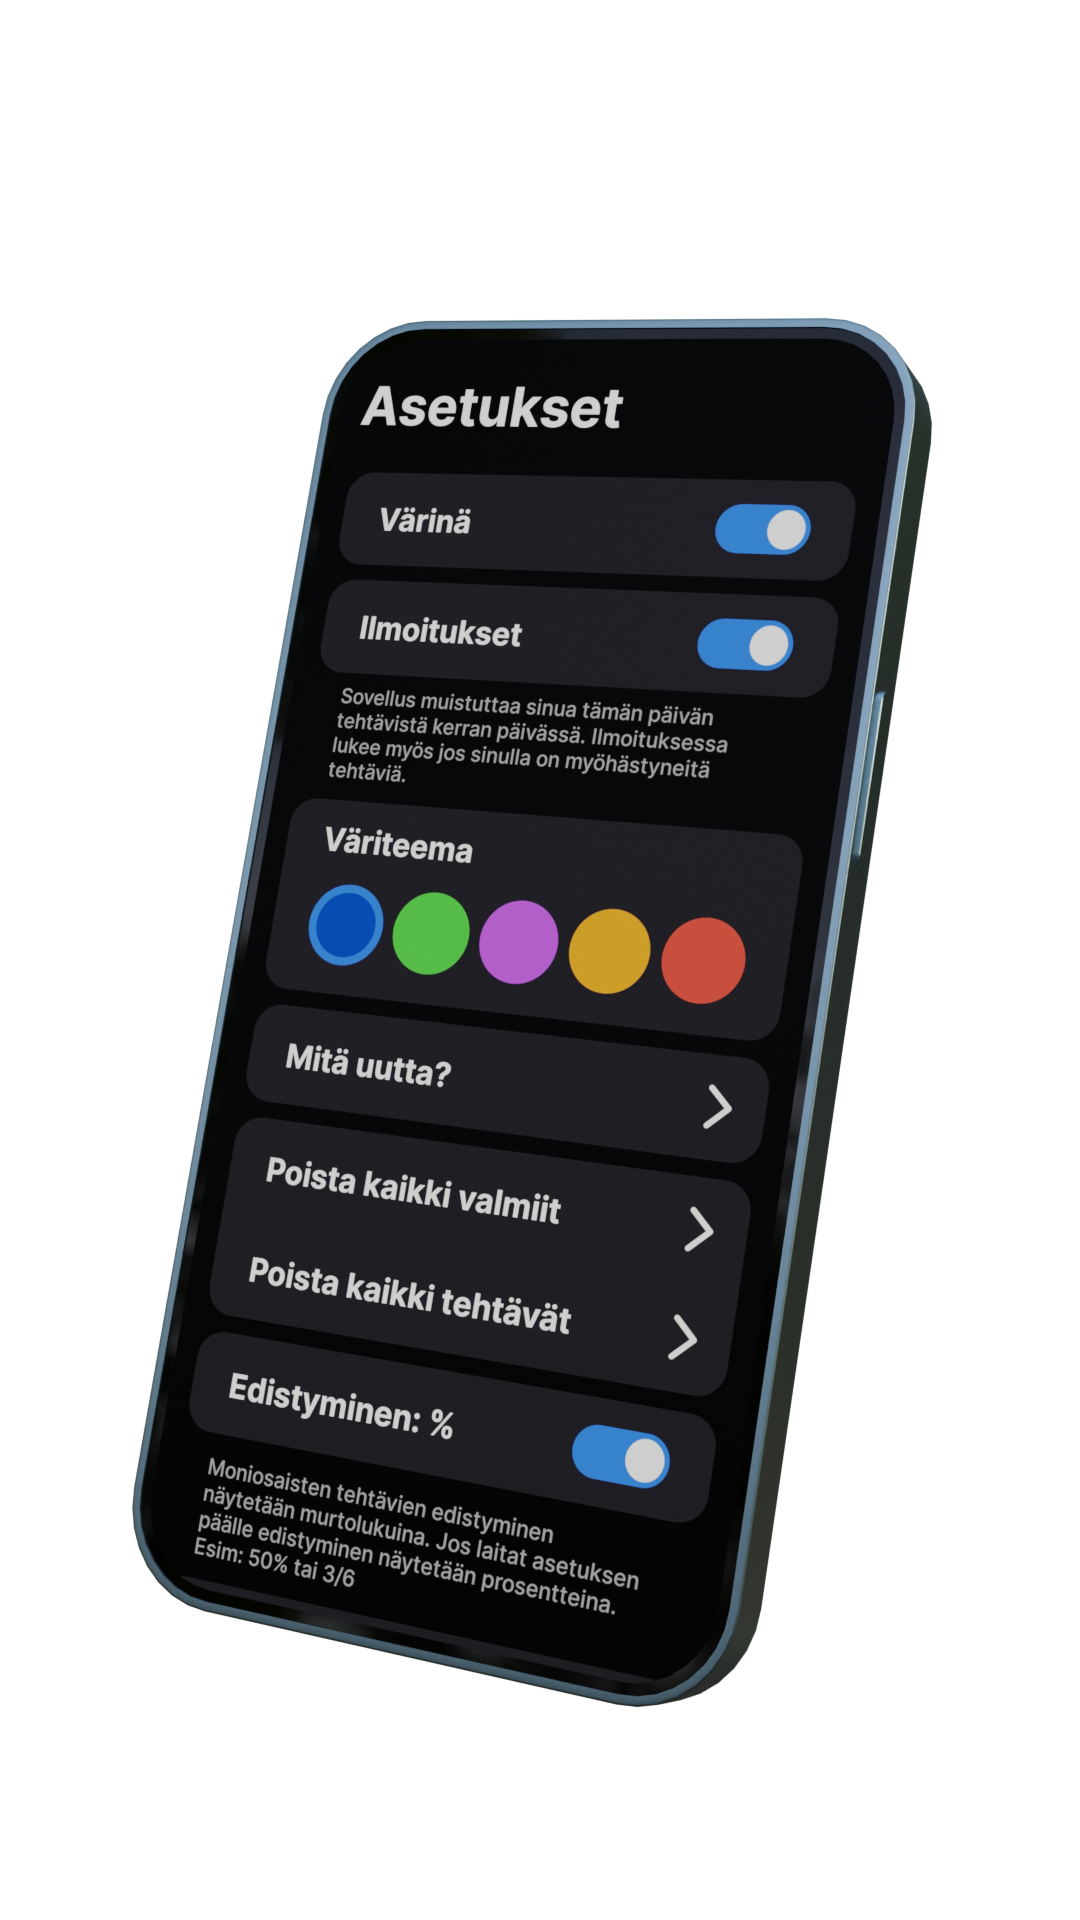 Asetukset
Värinä
Ilmoitukset
Sovellus muistuttaa sinua tämän päivän
tehtävistä kerran päivässä. Ilmoituksessa
lukee myös jos sinulla on myöhästyneitä
tehtäviä.
Väriteema
Mitä uutta?
Poista kaikki valmiit
Poista kaikki tehtävät
Edistyminen: %
Moniosaisten tehtävien edistyminen
näytetään murtolukuina. Jos laitat asetuksen
päälle edistyminen näytetään prosentteina.
Esim: 50% tai 3/6